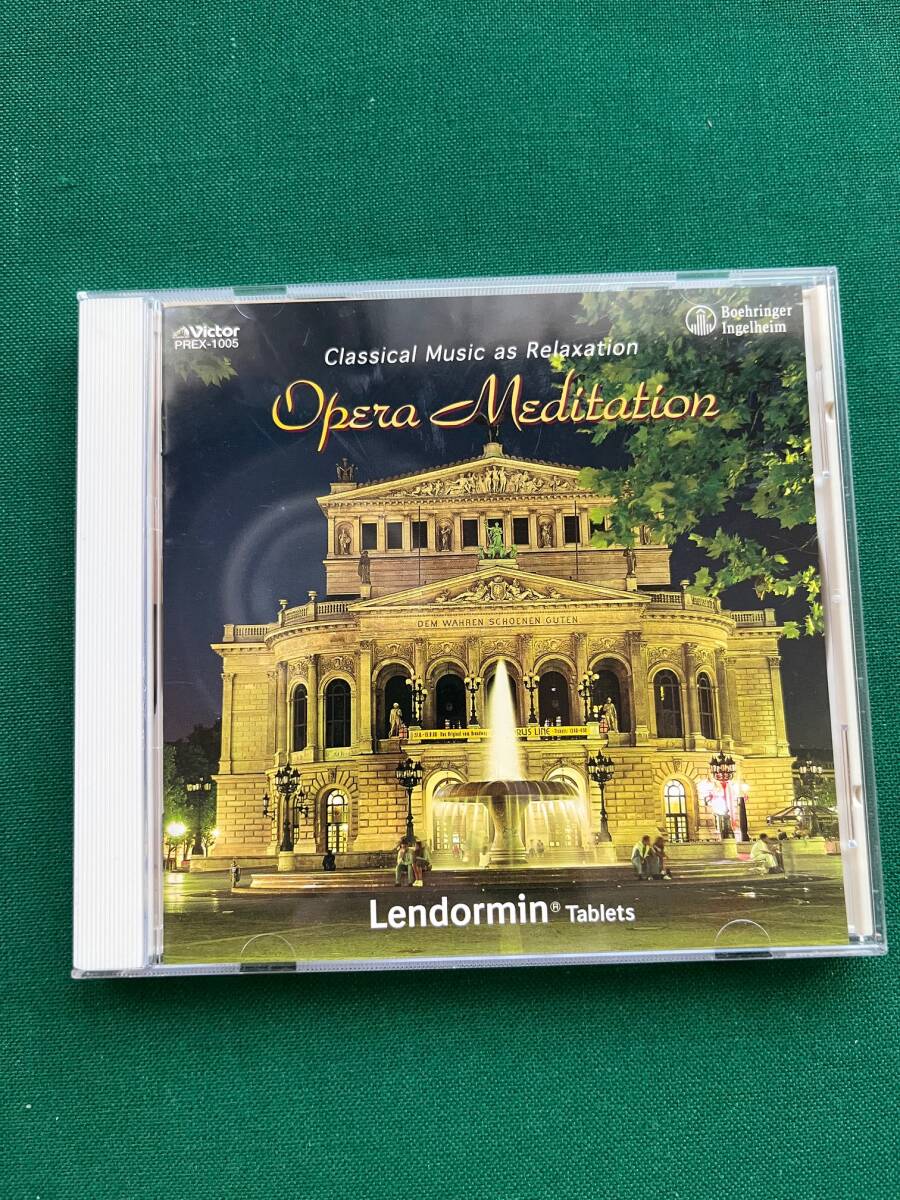 Victor
PREX-1005
Boehringer
Ingelheim
Classical Music as Relaxation
Opera Meditation
DEM WAHREN SCHOENEN GUTEN
Lendormin® Tablets